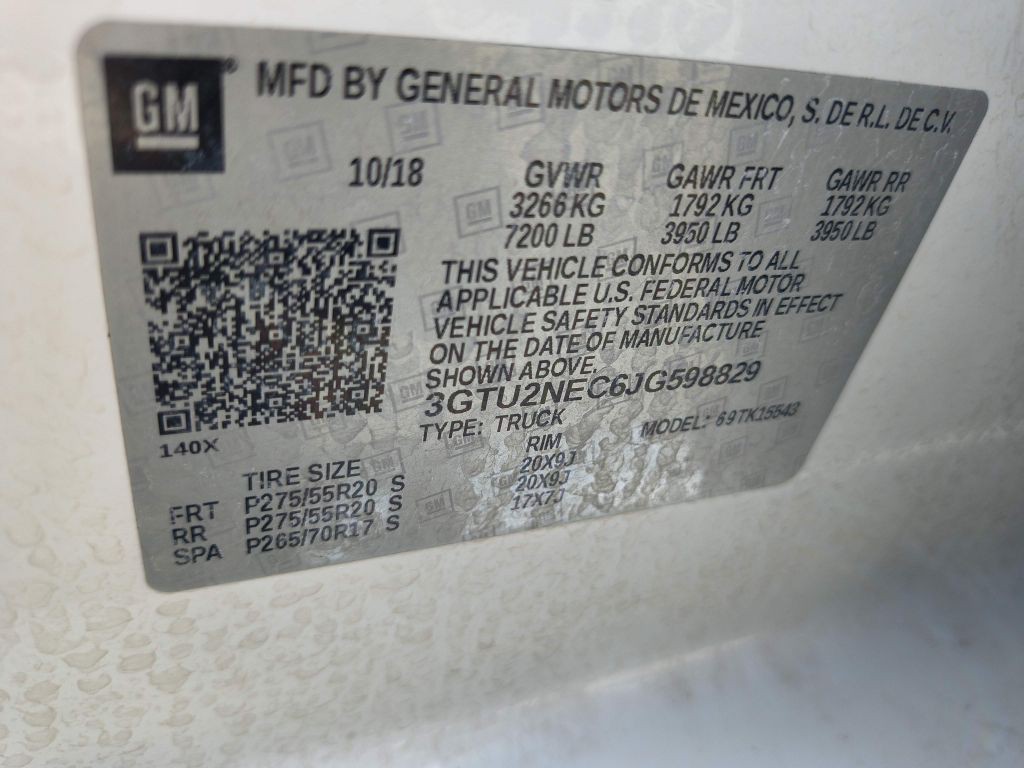 GM® MFD BY GENERAL MOTORS DE MEXICO, S. DE R.L. DE C.V.
10/18 GVWR GAWR FRT GAWR RR
3266 KG 1792 KG 1792 KG
7200 LB 3950 LB 3950 LB
THIS VEHICLE CONFORMS TO ALL
APPLICABLE U.S. FEDERAL MOTOR
VEHICLE SAFETY STANDARDS IN EFFECT
ON THE DATE OF MANUFACTURE
SHOWN ABOVE.
3GTU2NEC6JG598829
TYPE: TRUCK MODEL: 69TK15543
140X
TIRE SIZE RIM
FRT P275/55R20 S 20X9J
RR P275/55R20 S 20X9J
SPA P265/70R17 S 17X7J